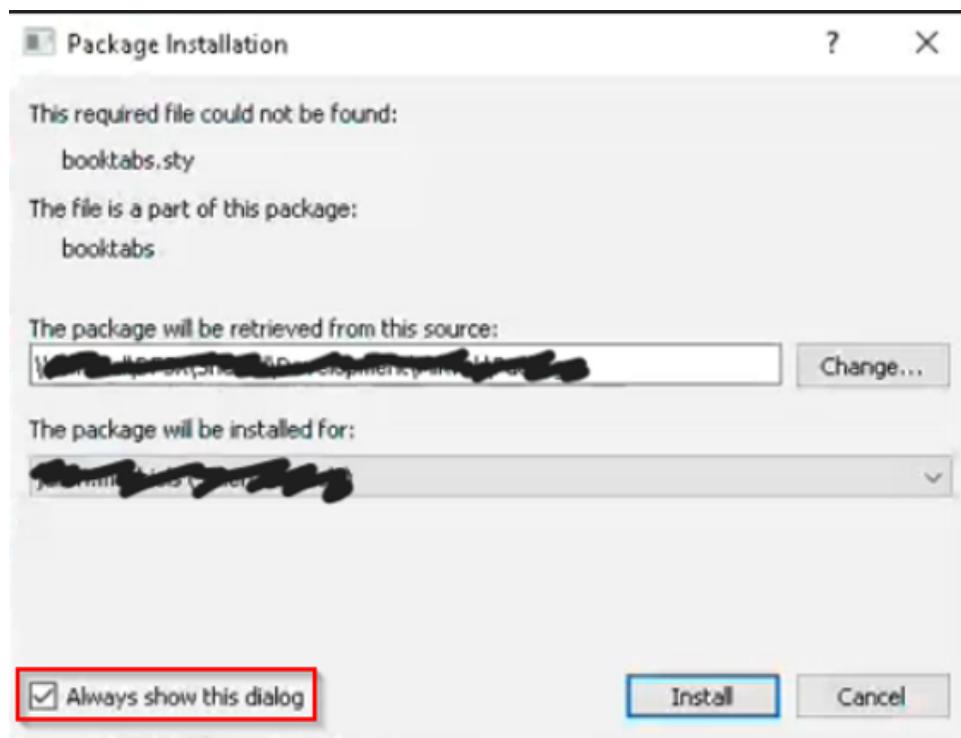 Package Installation
?
This required file could not be found:
booktabs.sty
The file is a part of this package:
booktabs
The package will be retrieved from this source:
Change...
The package will be installed for:
Always show this dialog
Install
Cancel